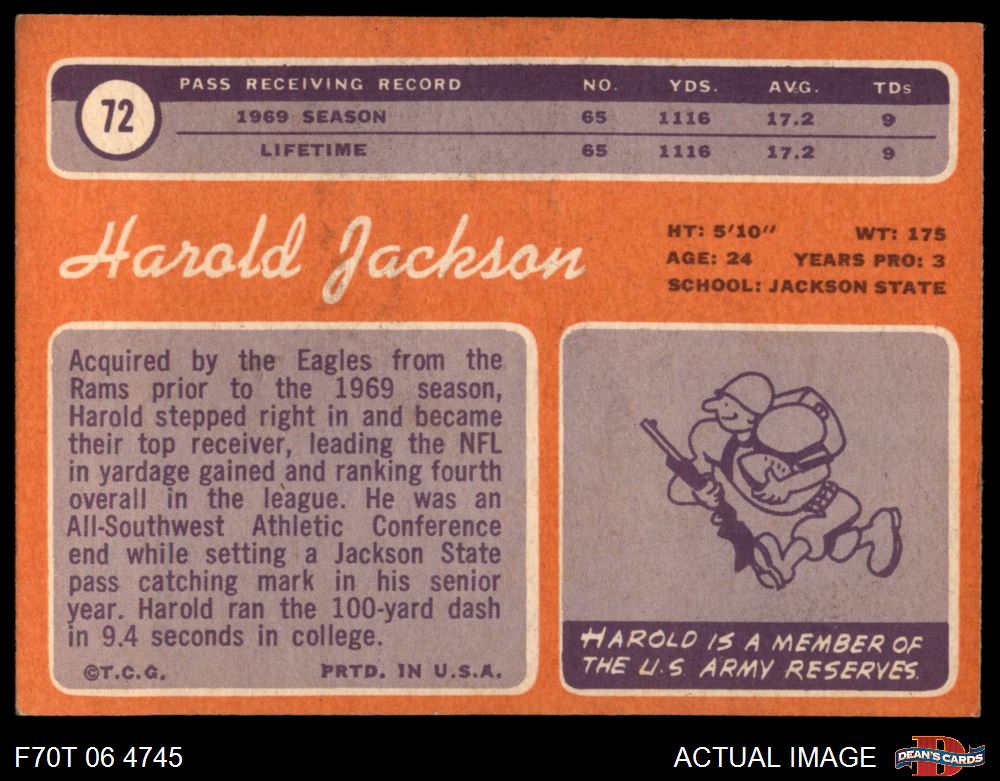 72
PASS RECEIVING RECORD NO. YDS. AVG. TDs
1969 SEASON 65 1116 17.2 9
LIFETIME 65 1116 17.2 9
Harold Jackson
HT: 5'10" WT: 175
AGE: 24 YEARS PRO: 3
SCHOOL: JACKSON STATE
Acquired by the Eagles from the
Rams prior to the 1969 season,
Harold stepped right in and became
their top receiver, leading the NFL
in yardage gained and ranking fourth
overall in the league. He was an
All-Southwest Athletic Conference
end while setting a Jackson State
pass catching mark in his senior
year. Harold ran the 100-yard dash
in 9.4 seconds in college.
©T.C.G. PRTD. IN U.S.A.
HAROLD IS A MEMBER OF
THE U.S ARMY RESERVES.
F70T 06 4745
ACTUAL IMAGE
D
DEAN'S CARDS